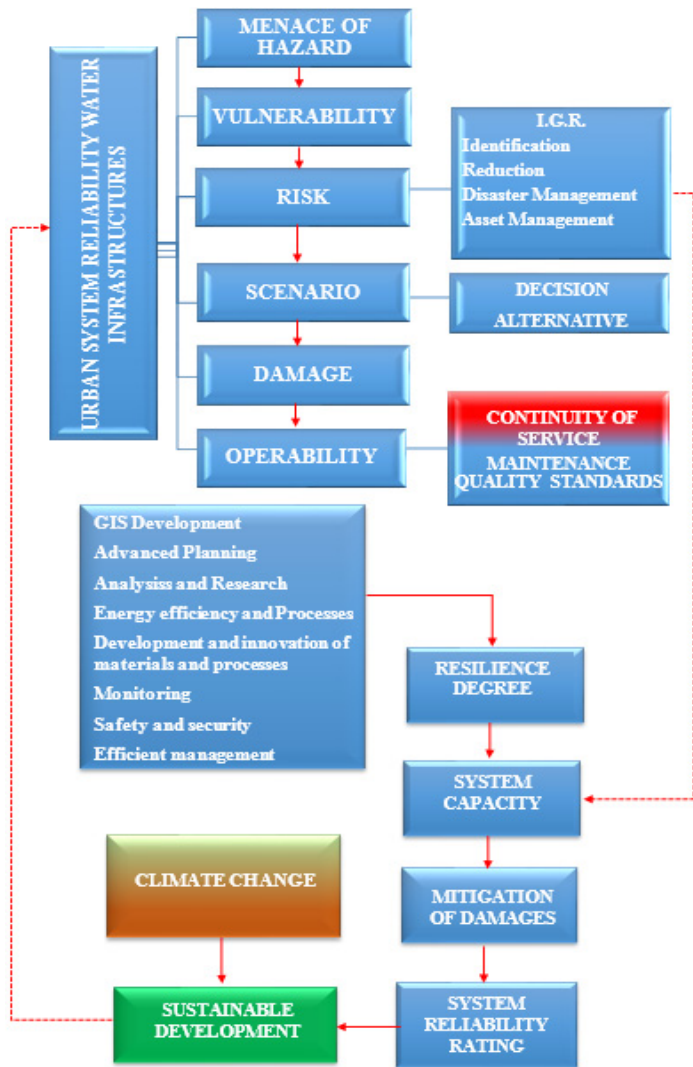 URBAN SYSTEM RELIABILITY WATER
INFRASTRUCTURES
MENACE OF
HAZARD
VULNERABILITY
RISK
SCENARIO
DAMAGE
OPERABILITY
I.G.R.
Identification
Reduction
Disaster Management
Asset Management
DECISION
ALTERNATIVE
CONTINUITY OF
SERVICE
MAINTENANCE
QUALITY STANDARDS
GIS Development
Advanced Planning
Analysiss and Research
Energy efficiency and Processes
Development and innovation of
materials and processes
Monitoring
Safety and security
Efficient management
RESILIENCE
DEGREE
SYSTEM
CAPACITY
MITIGATION
OF DAMAGES
SYSTEM
RELIABILITY
RATING
CLIMATE CHANGE
SUSTAINABLE
DEVELOPMENT